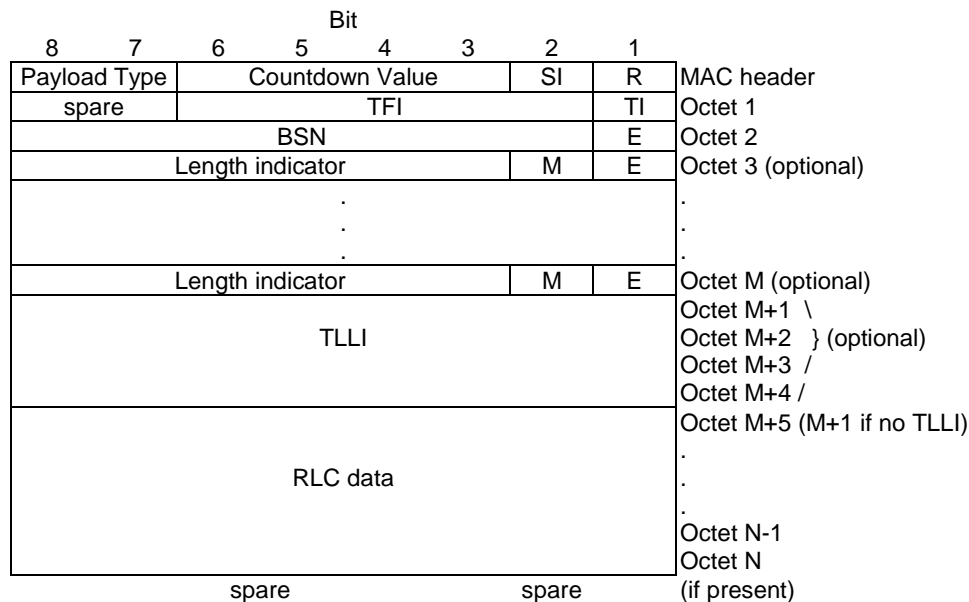 Bit
8 7 6 5 4 3 2 1
Payload Type Countdown Value SI R MAC header
spare TFI TI Octet 1
BSN E Octet 2
Length indicator M E Octet 3 (optional)
. .
. .
. .
Length indicator M E Octet M (optional)
Octet M+1 \
TLLI Octet M+2 } (optional)
Octet M+3 /
Octet M+4 /
Octet M+5 (M+1 if no TLLI)
.
RLC data .
.
Octet N-1
Octet N
spare spare (if present)